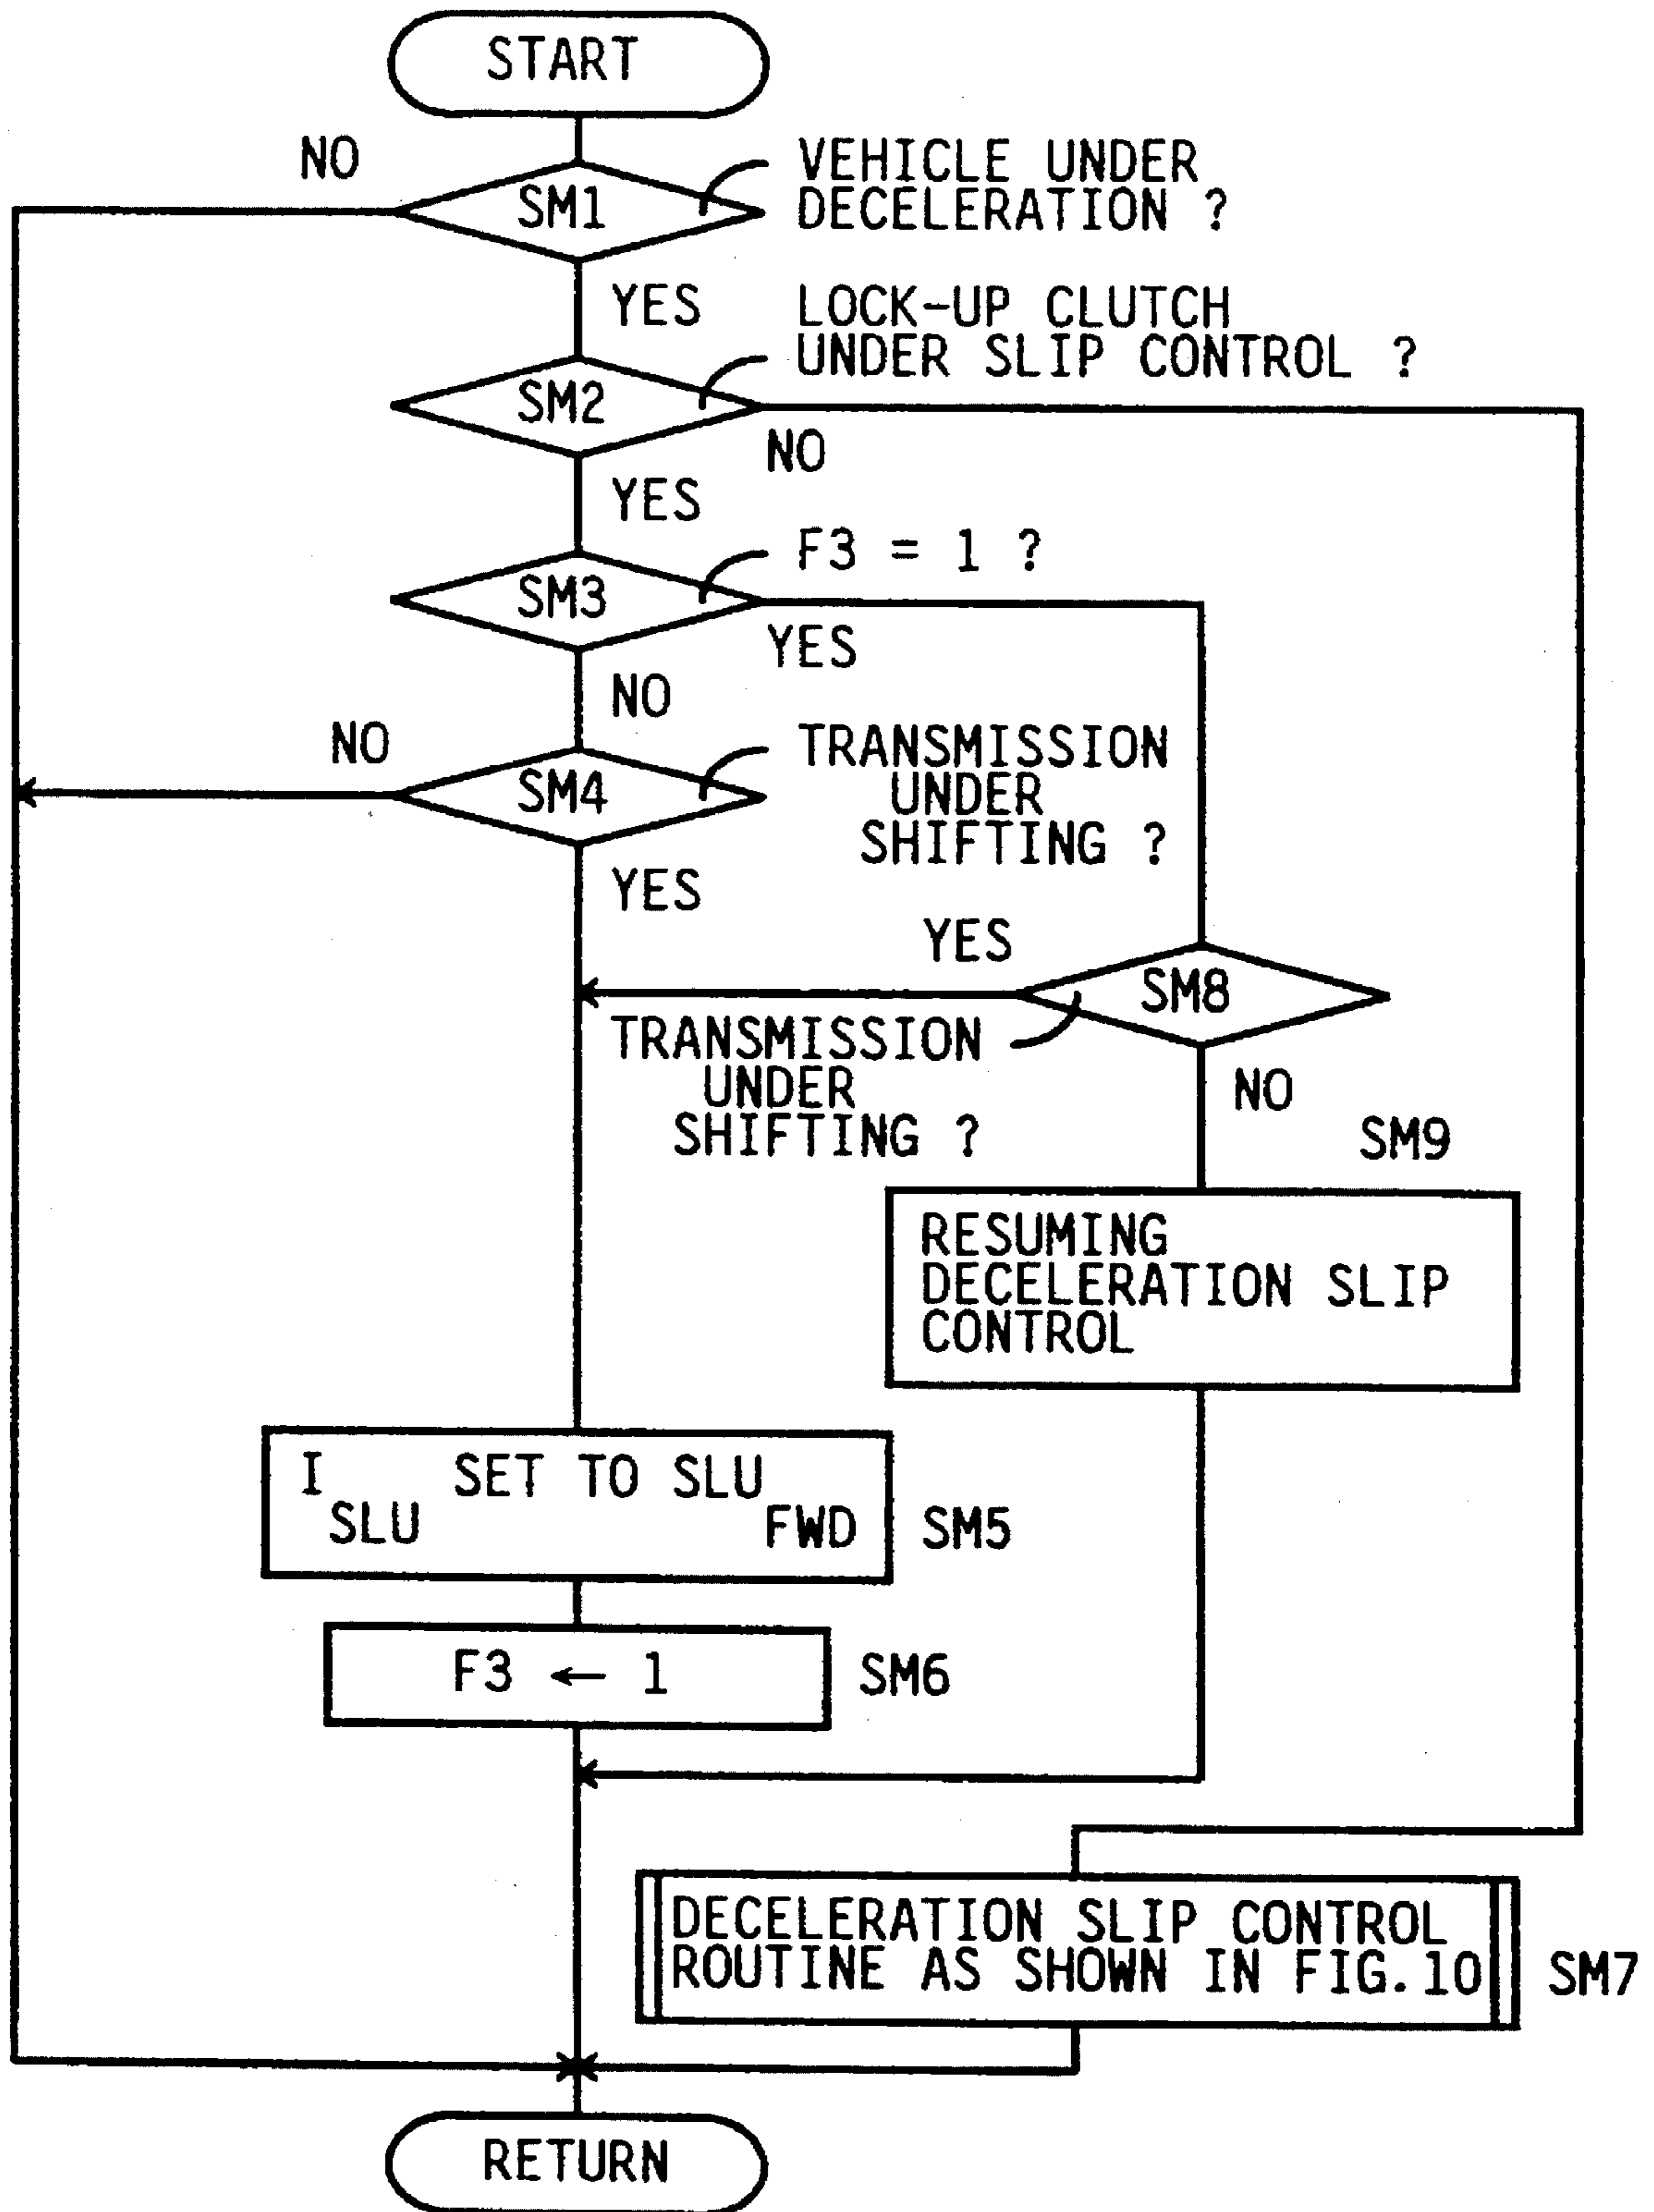 START
NO
SM1
VEHICLE UNDER
DECELERATION ?
YES
LOCK-UP CLUTCH
UNDER SLIP CONTROL ?
SM2
NO
YES
F3 = 1 ?
SM3
YES
NO
NO
SM4
TRANSMISSION
UNDER
SHIFTING ?
YES
YES
SM8
TRANSMISSION
UNDER
SHIFTING ?
NO
SM9
RESUMING
DECELERATION SLIP
CONTROL
I SLU SET TO SLU FWD
SM5
F3 ← 1
SM6
DECELERATION SLIP CONTROL
ROUTINE AS SHOWN IN FIG.10
SM7
RETURN